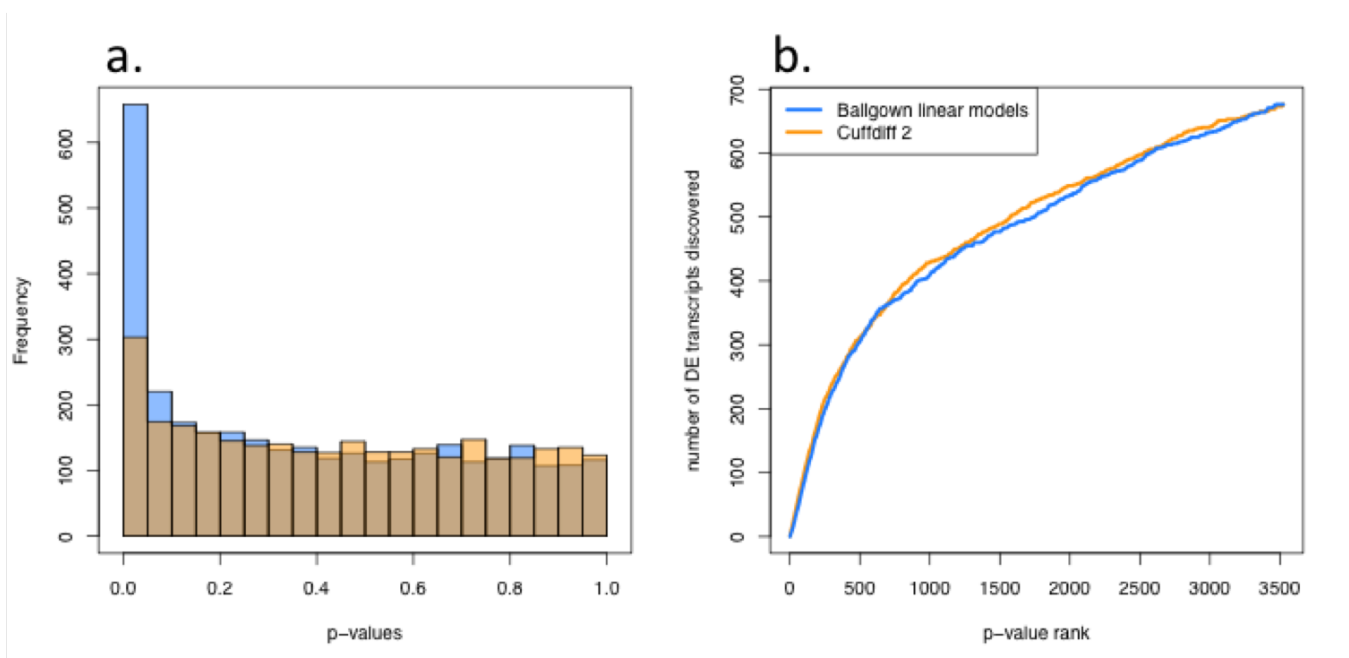 a.
Frequency
600
500
400
300
200
100
0
0.0 0.2 0.4 0.6 0.8 1.0
p−values
b.
number of DE transcripts discovered
700
600
500
400
300
200
100
0
Ballgown linear models
Cuffdiff 2
0 500 1000 1500 2000 2500 3000 3500
p−value rank